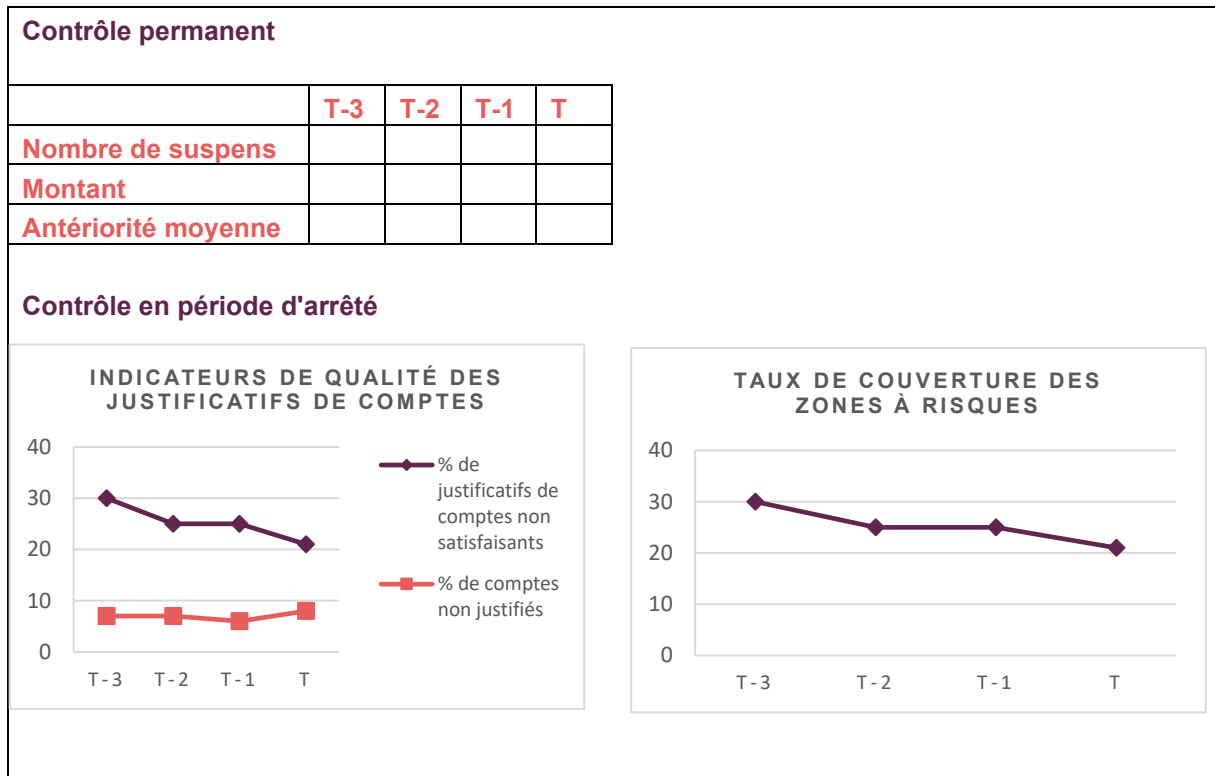 Contrôle permanent
T-3 T-2 T-1 T
Nombre de suspens
Montant
Antériorité moyenne
Contrôle en période d'arrêté
INDICATEURS DE QUALITÉ DES
JUSTIFICATIFS DE COMPTES
40
30
20
10
0
T-3 T-2 T-1 T
% de
justificatifs de
comptes non
satisfaisants
% de comptes
non justifiés
TAUX DE COUVERTURE DES
ZONES À RISQUES
40
30
20
10
0
T-3 T-2 T-1 T